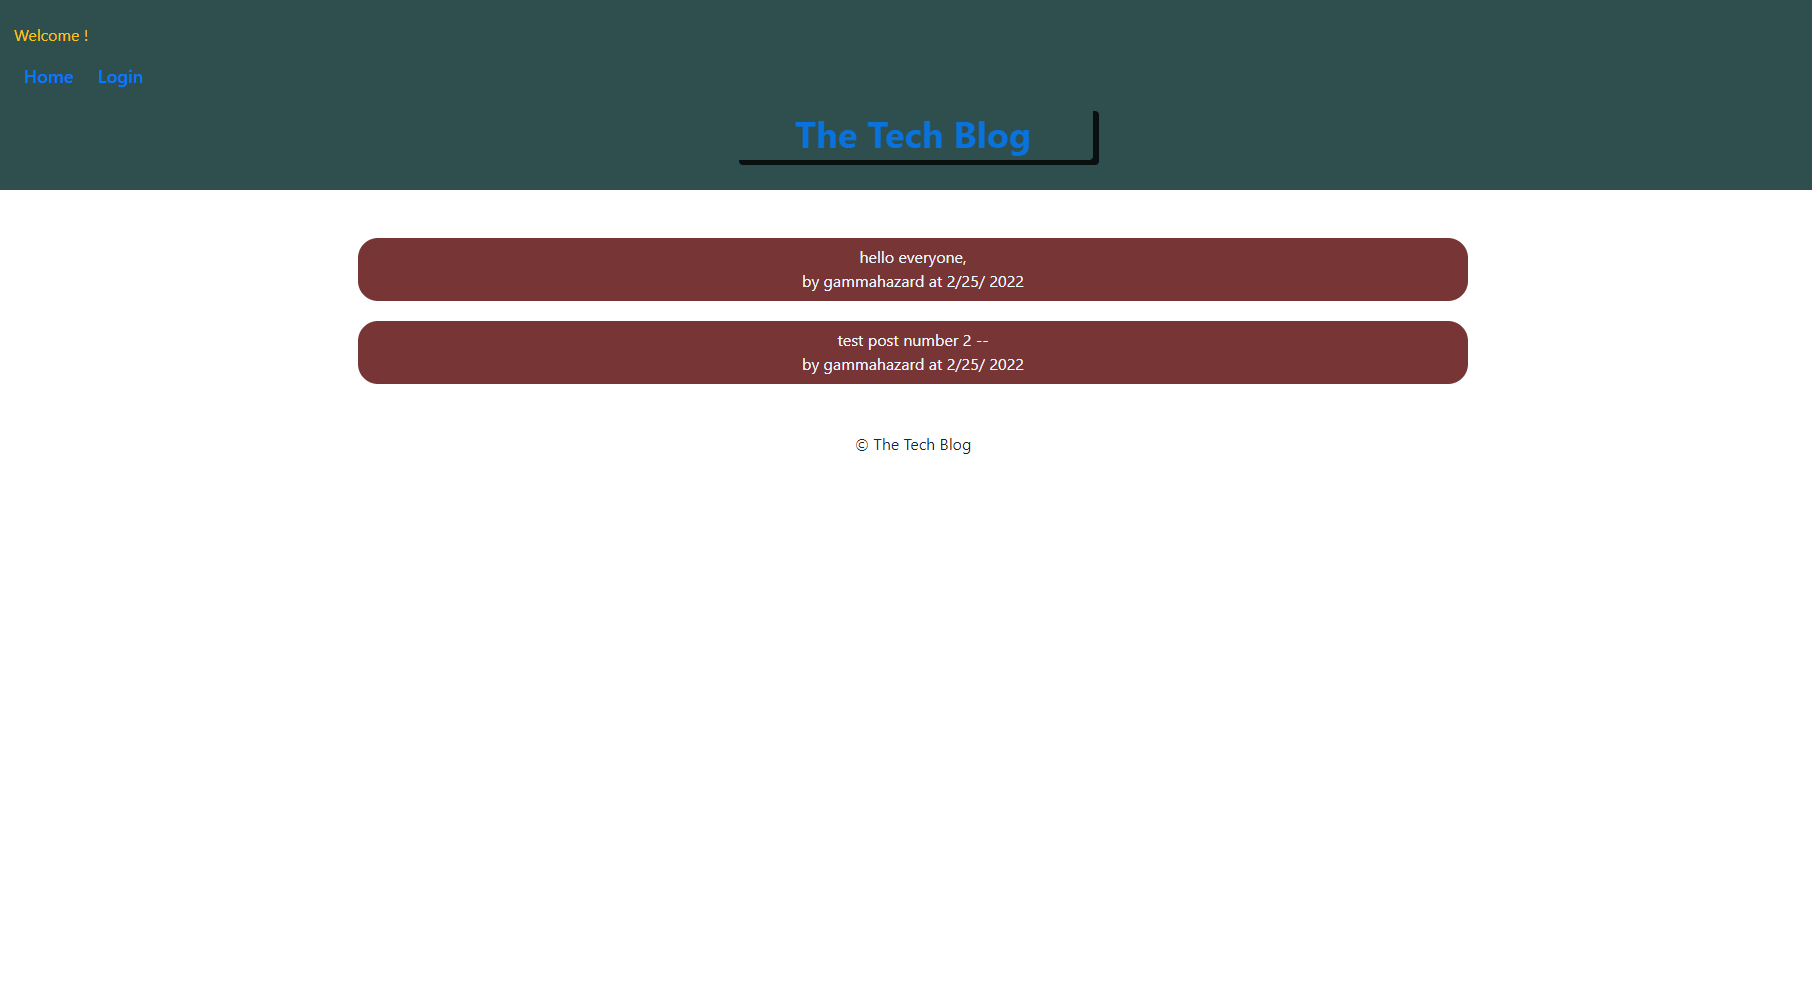 Welcome !
Home Login
The Tech Blog
hello everyone,
by gammahazard at 2/25/ 2022
test post number 2 --
by gammahazard at 2/25/ 2022
© The Tech Blog